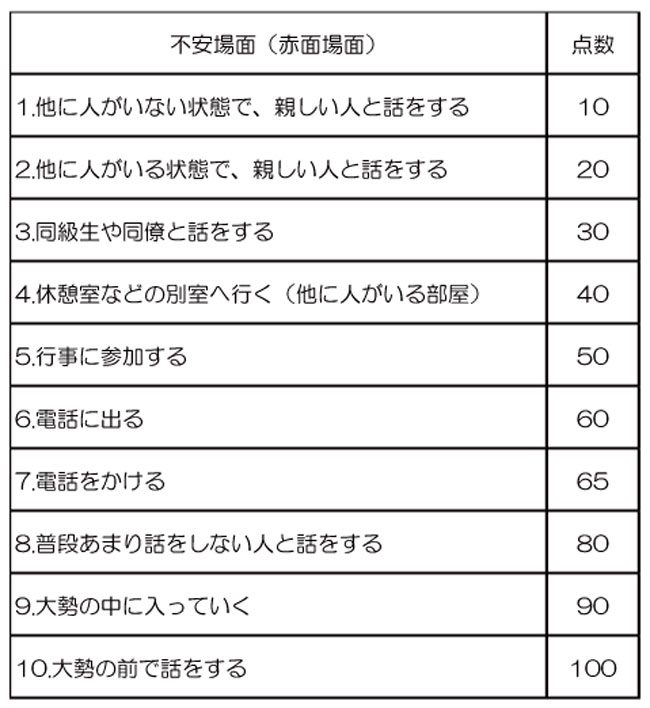 不安場面（赤面場面） 点数
1.他に人がいない状態で、親しい人と話をする 10
2.他に人がいる状態で、親しい人と話をする 20
3.同級生や同僚と話をする 30
4.休憩室などの別室へ行く（他に人がいる部屋） 40
5.行事に参加する 50
6.電話に出る 60
7.電話をかける 65
8.普段あまり話をしない人と話をする 80
9.大勢の中に入っていく 90
10.大勢の前で話をする 100